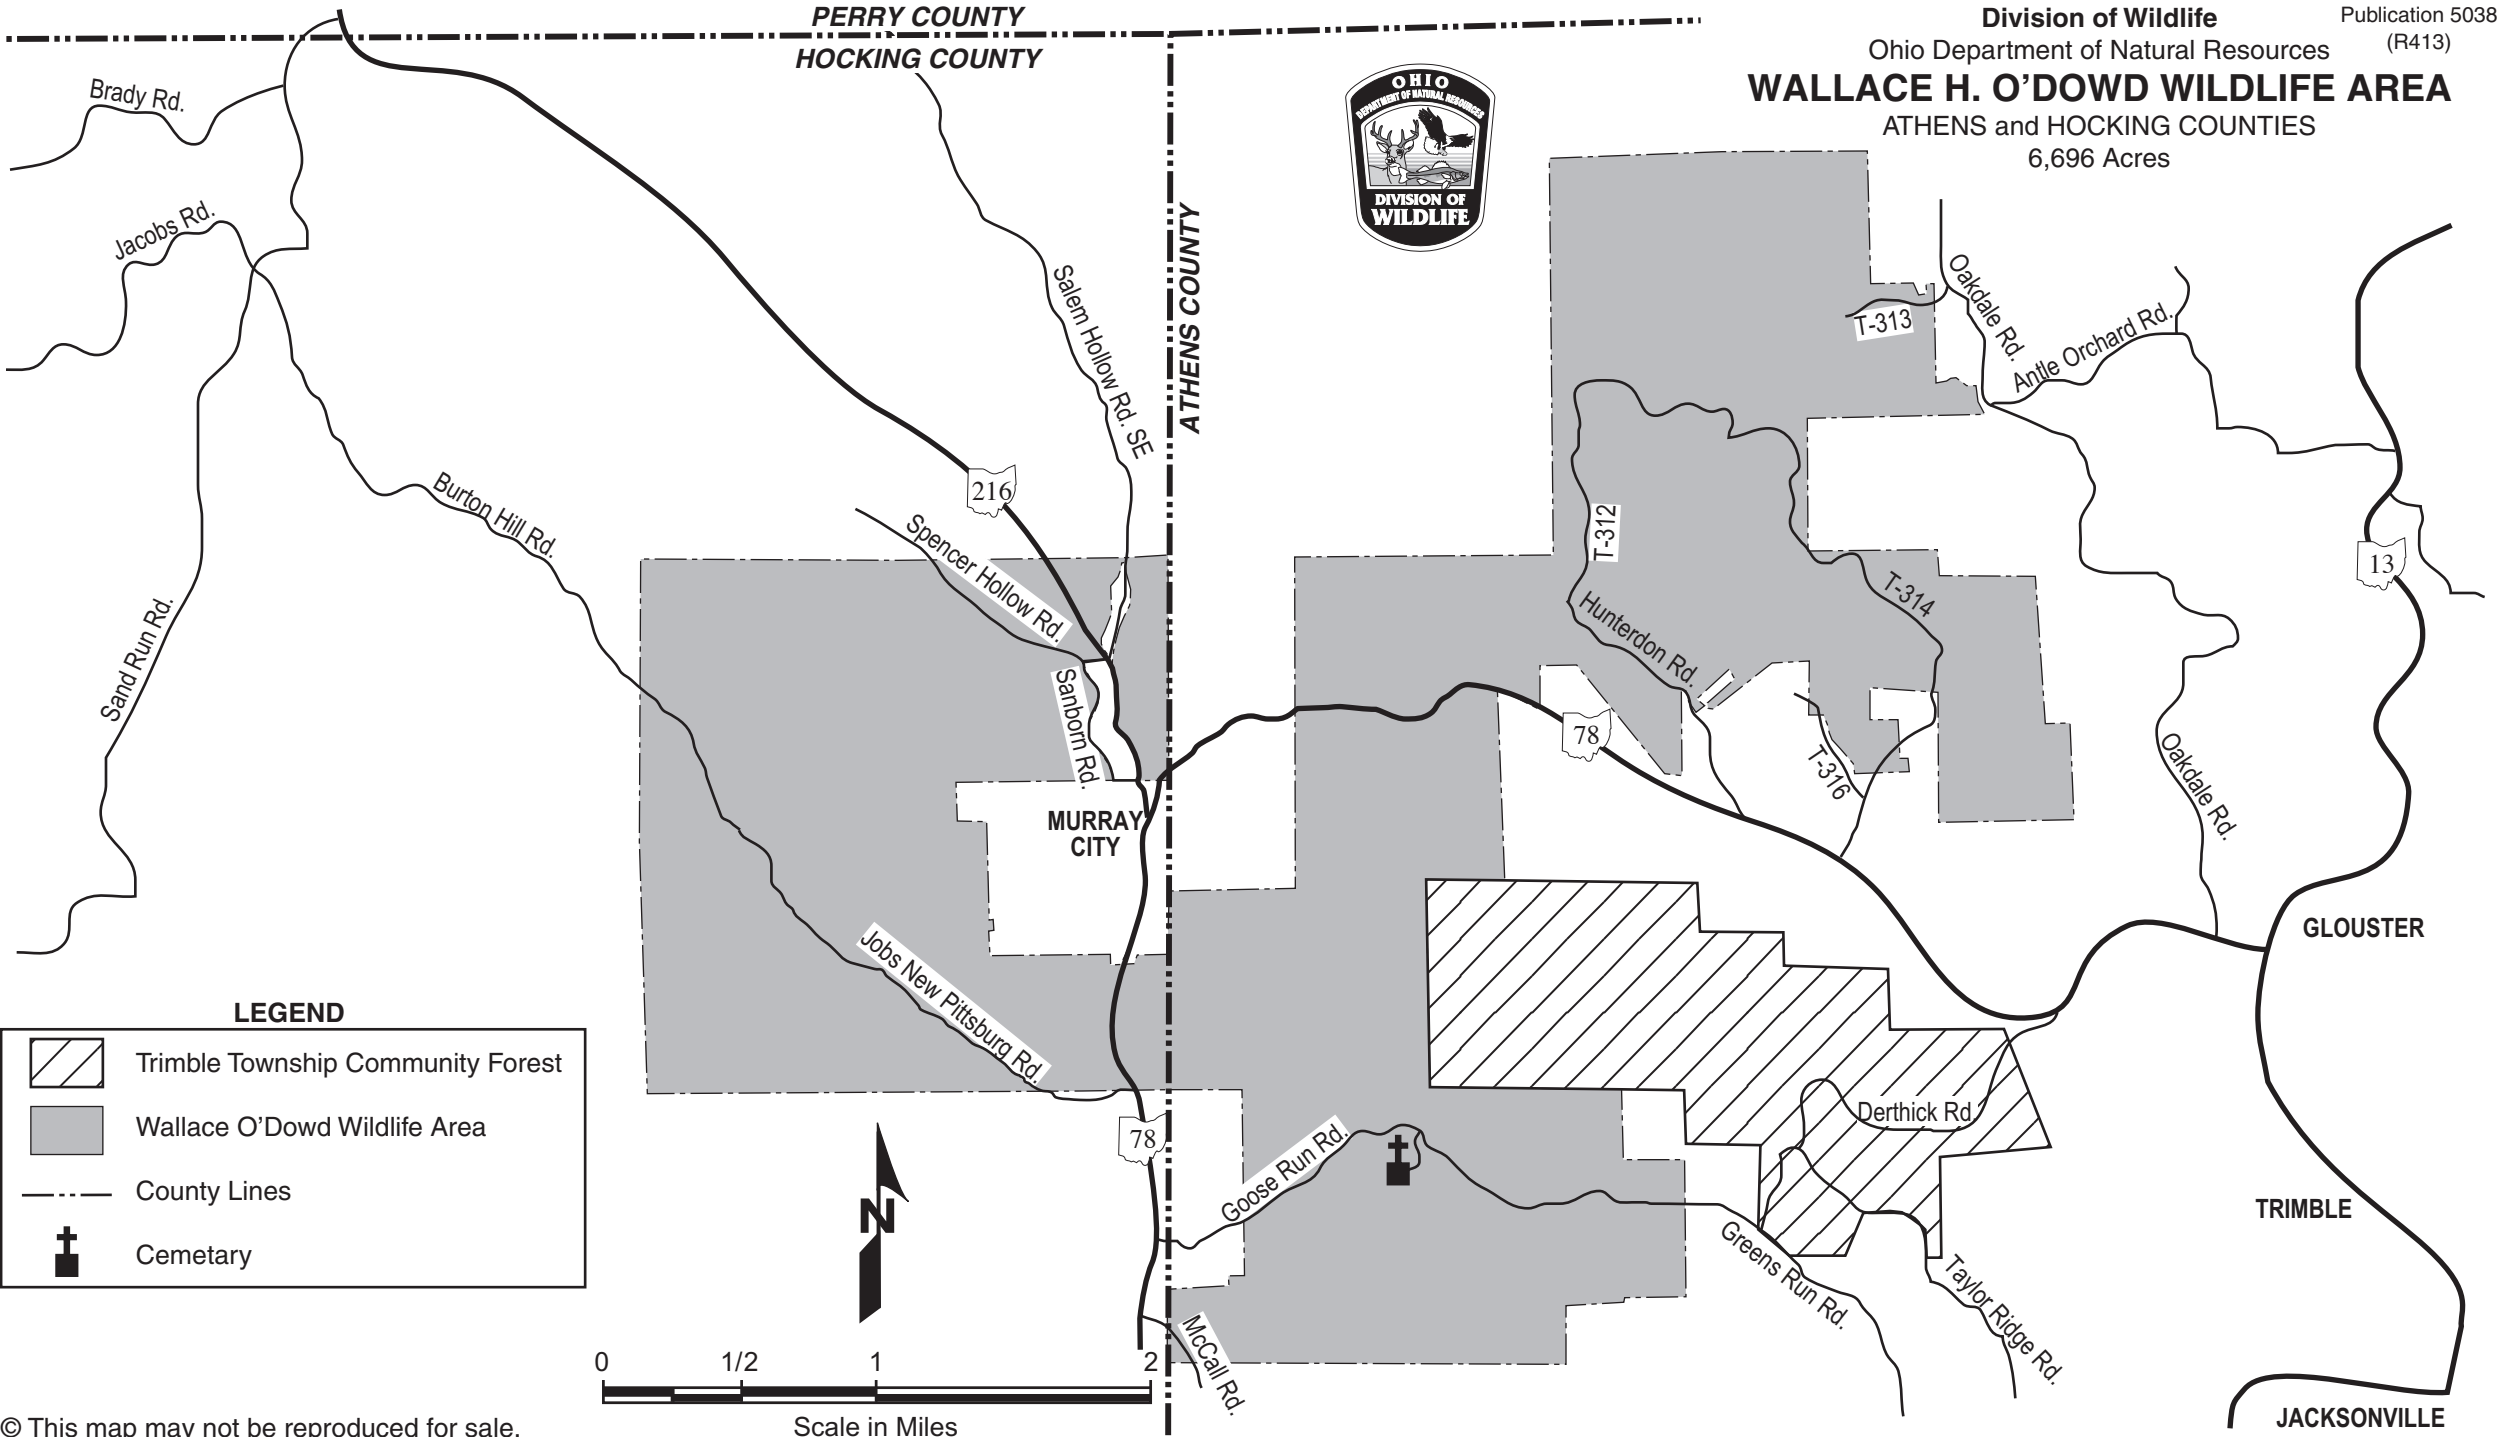 PERRY COUNTY
HOCKING COUNTY
ATHENS COUNTY
Division of Wildlife
Ohio Department of Natural Resources
WALLACE H. O'DOWD WILDLIFE AREA
ATHENS and HOCKING COUNTIES
6,696 Acres
Publication 5038
(R413)
OHIO
DEPARTMENT OF NATURAL RESOURCES
DIVISION OF
WILDLIFE
Brady Rd.
Jacobs Rd.
Salem Hollow Rd. SE
T-313
Oakdale Rd.
Antle Orchard Rd.
216
Burton Hill Rd.
Spencer Hollow Rd.
T-312
13
Sand Run Rd.
Hunterdon Rd.
T-314
Sanborn Rd.
78
T-316
Oakdale Rd.
MURRAY
CITY
GLOUSTER
Jobs New Pittsburg Rd.
Derthick Rd.
78
Goose Run Rd.
TRIMBLE
Greens Run Rd.
Taylor Ridge Rd.
McCall Rd.
JACKSONVILLE
LEGEND
Trimble Township Community Forest
Wallace O'Dowd Wildlife Area
County Lines
Cemetary
N
0 1/2 1 2
Scale in Miles
© This map may not be reproduced for sale.